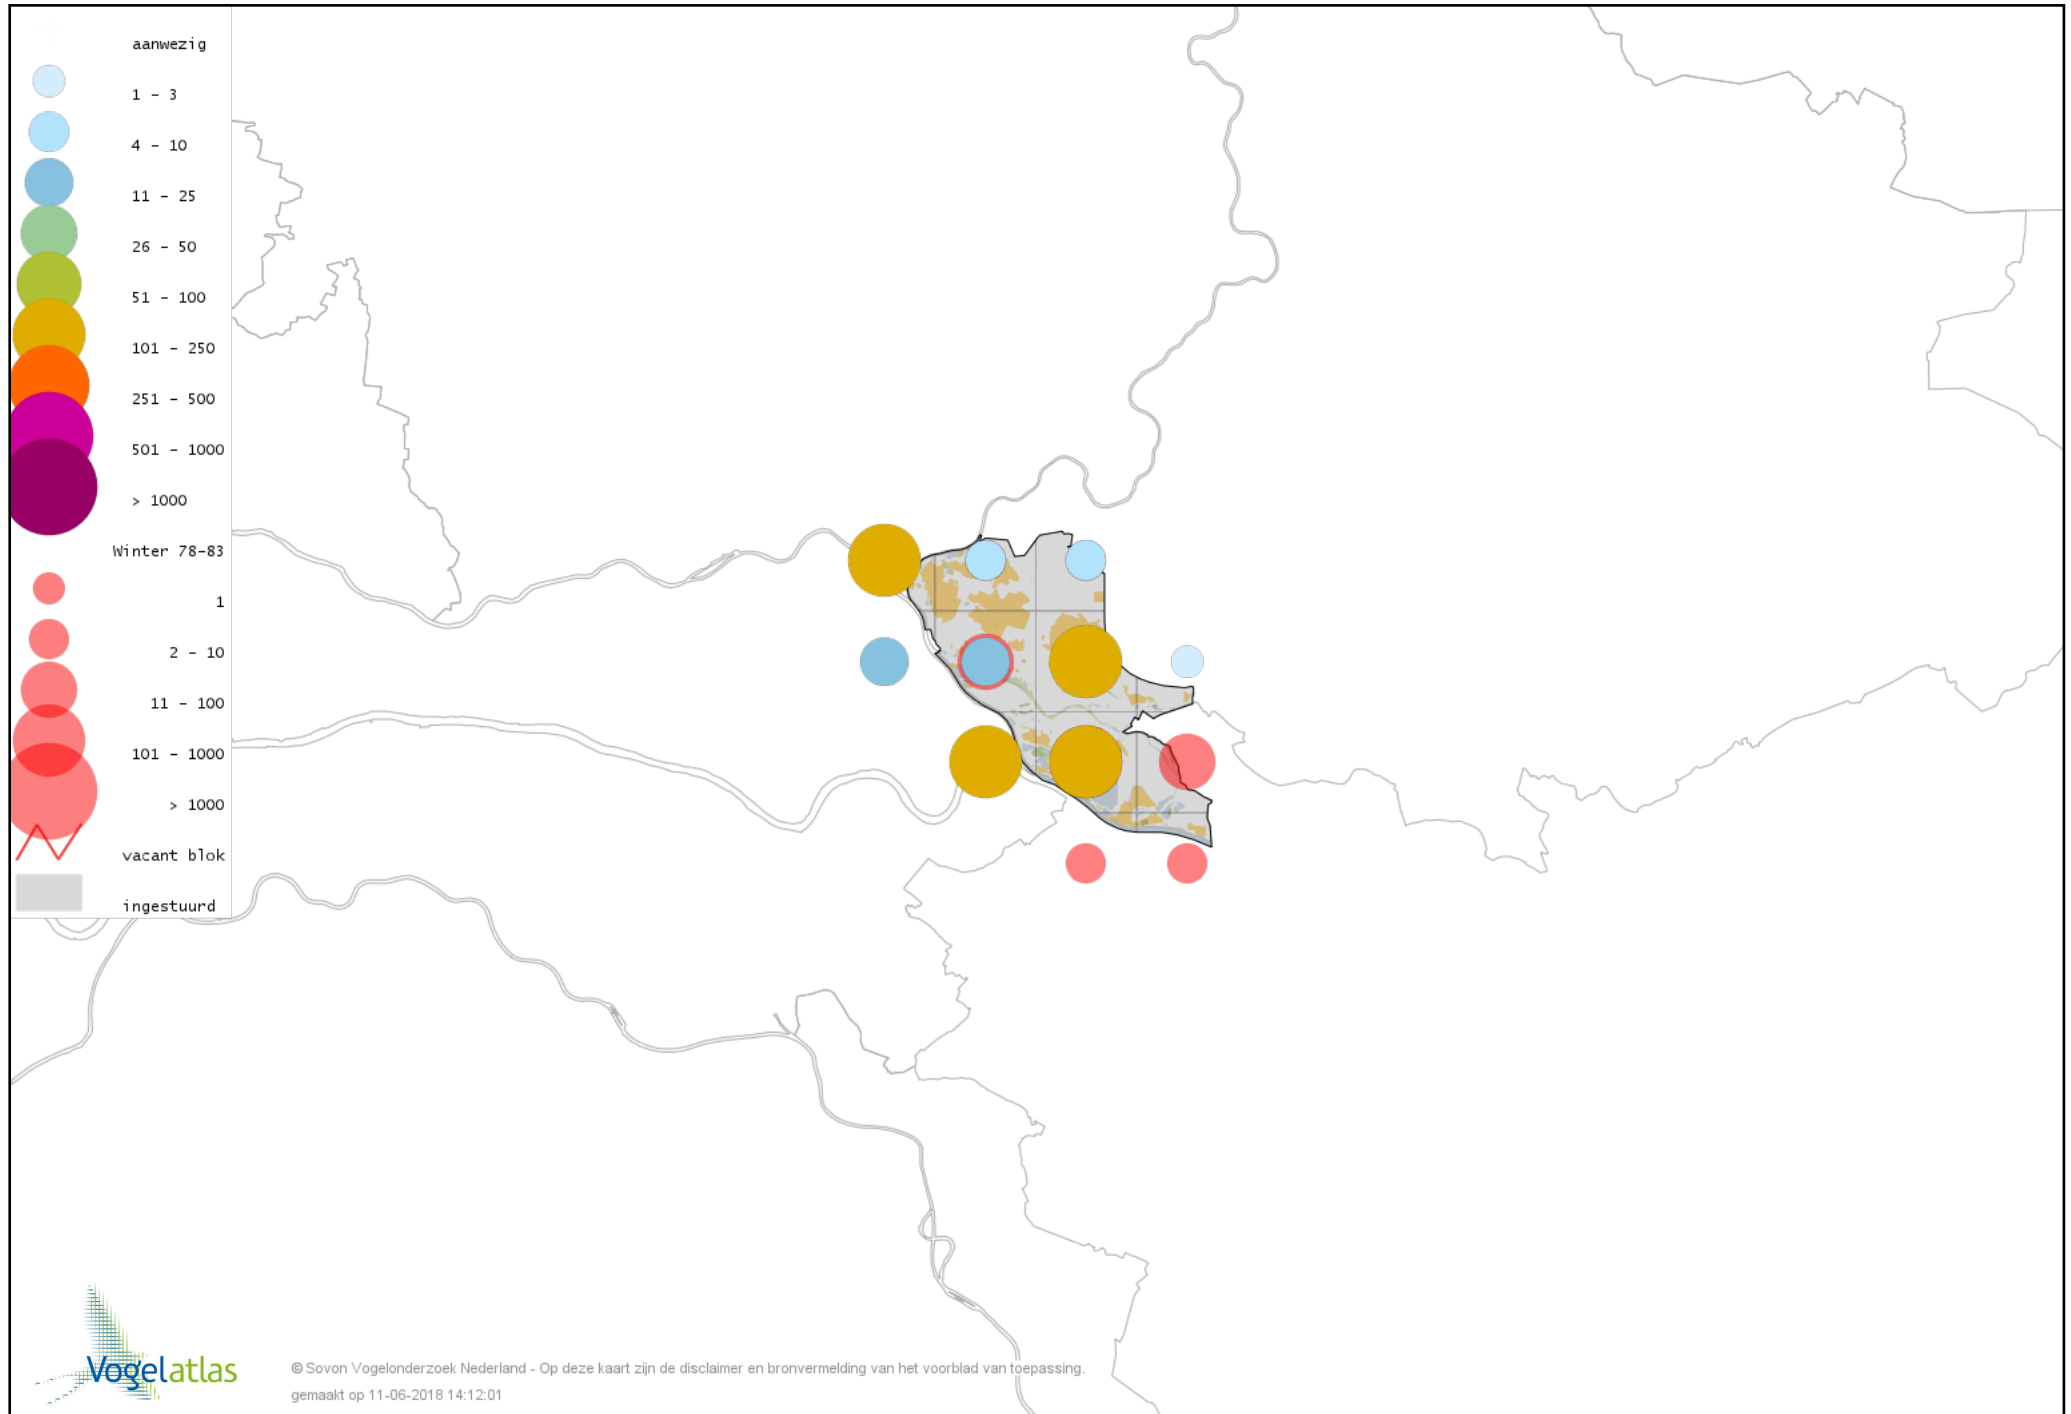 aanwezig
1 - 3
4 - 10
11 - 25
26 - 50
51 - 100
101 - 250
251 - 500
501 - 1000
> 1000
Winter 78-83
1
2 - 10
11 - 100
101 - 1000
> 1000
vacant blok
ingestuurd
Vogelatlas
© Sovon Vogelonderzoek Nederland - Op deze kaart zijn de disclaimer en bronvermelding van het voorblad van toepassing.
gemaakt op 11-06-2018 14:12:01